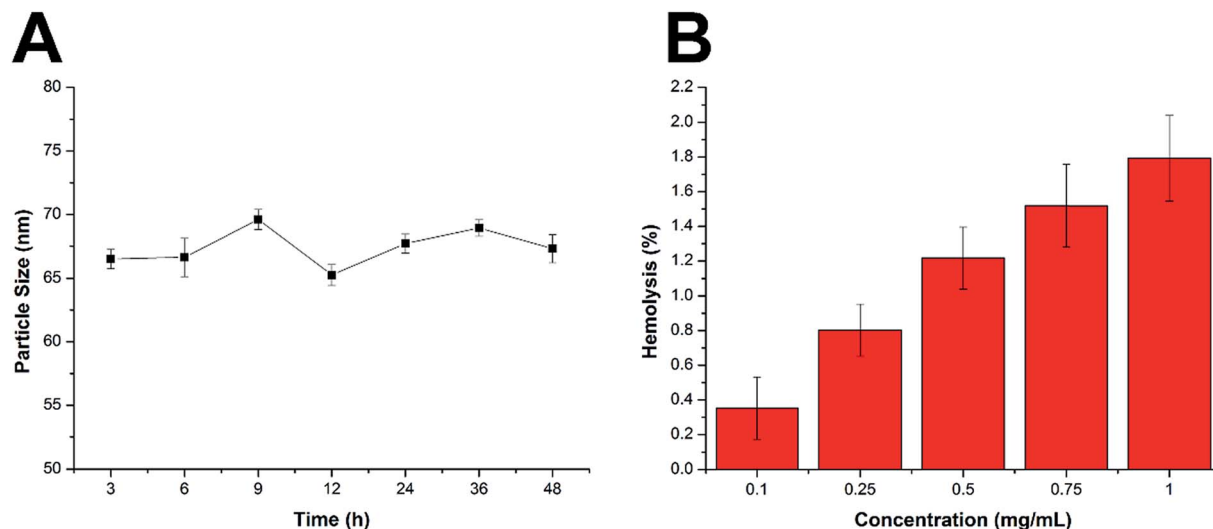 A
80
75
70
65
60
55
50
Particle Size (nm)
3 6 9 12 24 36 48
Time (h)
B
2.2
2.0
1.8
1.6
1.4
1.2
1.0
0.8
0.6
0.4
0.2
0.0
Hemolysis (%)
0.1 0.25 0.5 0.75 1
Concentration (mg/mL)